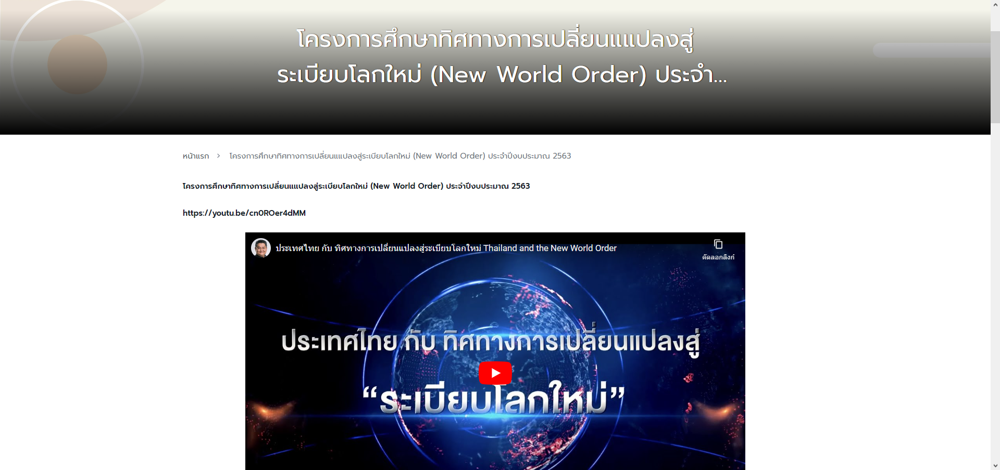 โครงการศึกษาทิศทางการเปลี่ยนแแปลงสู่
ระเบียบโลกใหม่ (New World Order) ประจำ...
หน้าแรก > โครงการศึกษาทิศทางการเปลี่ยนแแปลงสู่ระเบียบโลกใหม่ (New World Order) ประจำปีงบประมาณ 2563
โครงการศึกษาทิศทางการเปลี่ยนแแปลงสู่ระเบียบโลกใหม่ (New World Order) ประจำปีงบประมาณ 2563
https://youtu.be/cn0ROer4dMM
ประเทศไทย กับ ทิศทางการเปลี่ยนแปลงสู่ระเบียบโลกใหม่ Thailand and the New World Order
คัดลอกลิงก์
ประเทศไทย กับ ทิศทางการเปลี่ยนแปลงสู่
“ระเบียบโลกใหม่”